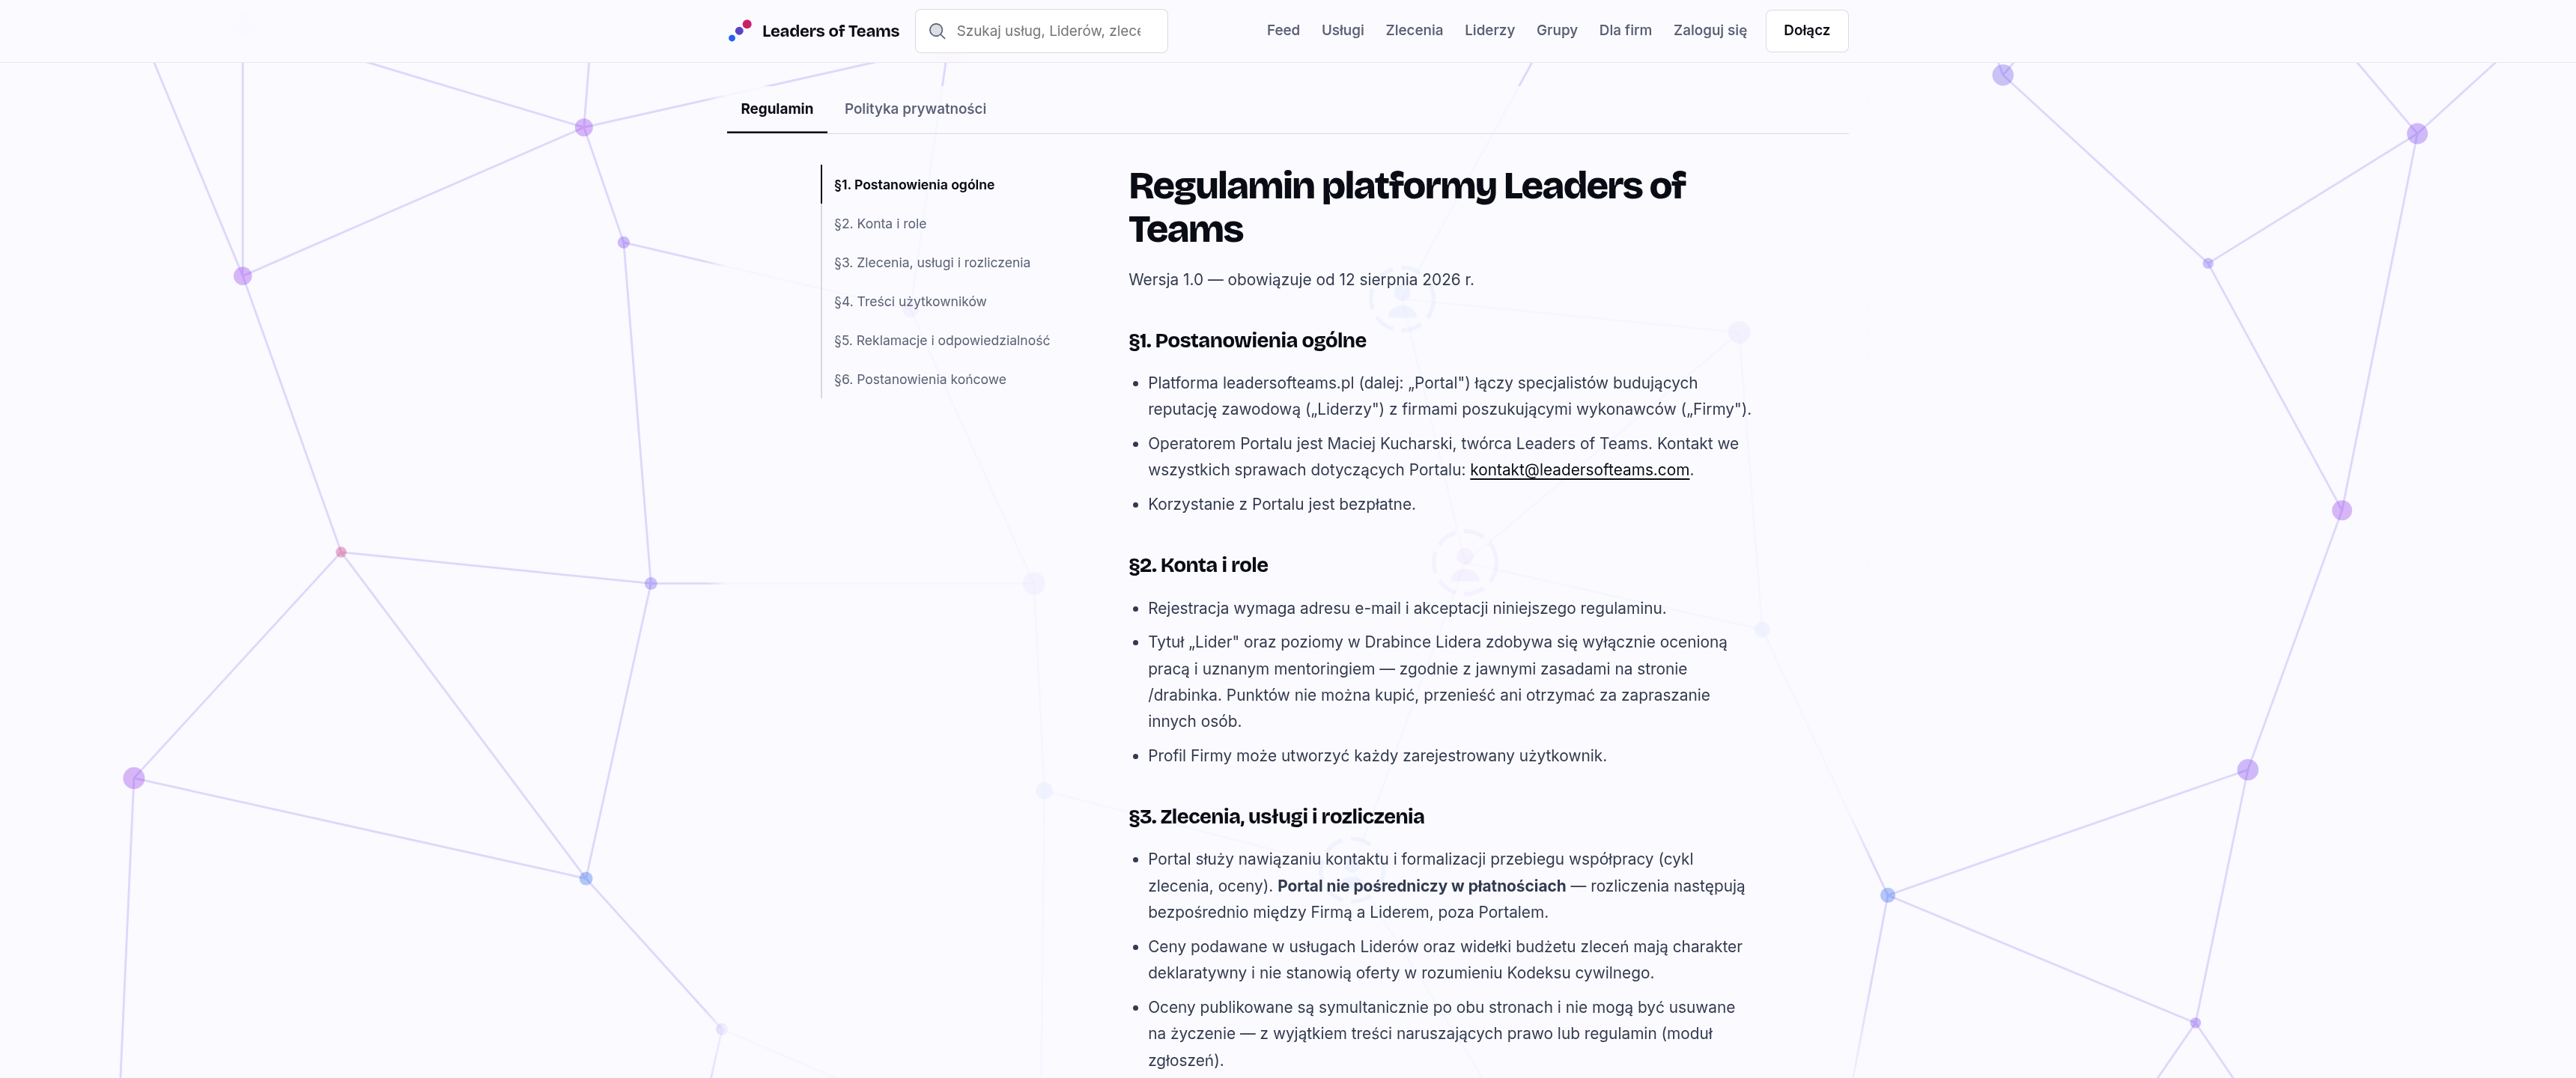 Leaders of Teams
Szukaj usług, Liderów, zlece
Feed
Usługi
Zlecenia
Liderzy
Grupy
Dla firm
Zaloguj się
Dołącz
Regulamin
Polityka prywatności
§1. Postanowienia ogólne
§2. Konta i role
§3. Zlecenia, usługi i rozliczenia
§4. Treści użytkowników
§5. Reklamacje i odpowiedzialność
§6. Postanowienia końcowe
Regulamin platformy Leaders of
Teams
Wersja 1.0 — obowiązuje od 12 sierpnia 2026 r.
§1. Postanowienia ogólne
• Platforma leadersofteams.pl (dalej: „Portal") łączy specjalistów budujących
reputację zawodową („Liderzy") z firmami poszukującymi wykonawców („Firmy").
• Operatorem Portalu jest Maciej Kucharski, twórca Leaders of Teams. Kontakt we
wszystkich sprawach dotyczących Portalu: kontakt@leadersofteams.com.
• Korzystanie z Portalu jest bezpłatne.
§2. Konta i role
• Rejestracja wymaga adresu e-mail i akceptacji niniejszego regulaminu.
• Tytuł „Lider" oraz poziomy w Drabince Lidera zdobywa się wyłącznie ocenioną
pracą i uznanym mentoringiem — zgodnie z jawnymi zasadami na stronie
/drabinka. Punktów nie można kupić, przenieść ani otrzymać za zapraszanie
innych osób.
• Profil Firmy może utworzyć każdy zarejestrowany użytkownik.
§3. Zlecenia, usługi i rozliczenia
• Portal służy nawiązaniu kontaktu i formalizacji przebiegu współpracy (cykl
zlecenia, oceny). Portal nie pośredniczy w płatnościach — rozliczenia następują
bezpośrednio między Firmą a Liderem, poza Portalem.
• Ceny podawane w usługach Liderów oraz widełki budżetu zleceń mają charakter
deklaratywny i nie stanowią oferty w rozumieniu Kodeksu cywilnego.
• Oceny publikowane są symultanicznie po obu stronach i nie mogą być usuwane
na życzenie — z wyjątkiem treści naruszających prawo lub regulamin (moduł
zgłoszeń).